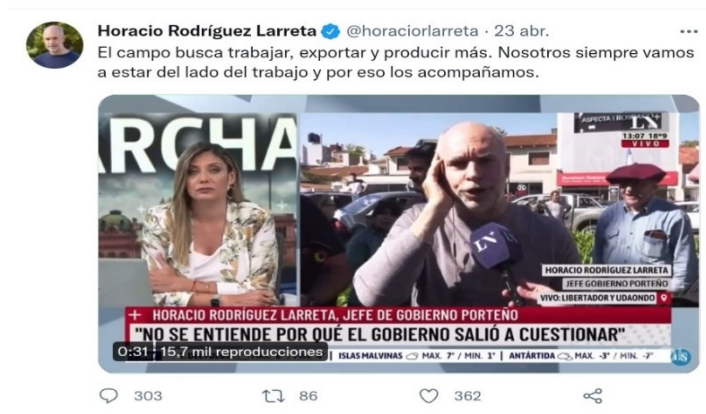 Horacio Rodríguez Larreta @horaciorlarreta · 23 abr.
El campo busca trabajar, exportar y producir más. Nosotros siempre vamos
a estar del lado del trabajo y por eso los acompañamos.
ARCHA
LN
13:07 18º9
VIVO
LN
HORACIO RODRÍGUEZ LARRETA
JEFE GOBIERNO PORTEÑO
VIVO: LIBERTADOR Y UDAONDO
+ HORACIO RODRÍGUEZ LARRETA, JEFE DE GOBIERNO PORTEÑO
"NO SE ENTIENDE POR QUÉ EL GOBIERNO SALIÓ A CUESTIONAR"
0:31 15,7 mil reproducciones
ISLAS MALVINAS MAX. 7° / MIN. 1° | ANTÁRTIDA MAX. -3° / MIN. -7°
303 86 362